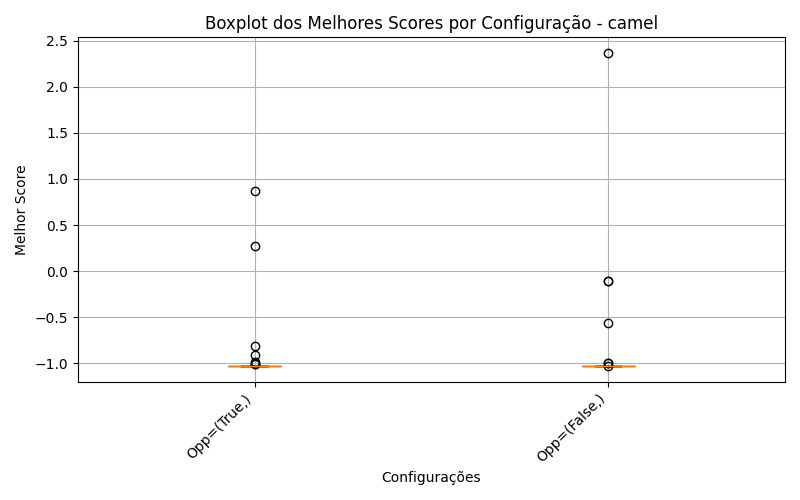 Boxplot dos Melhores Scores por Configuração - camel
2.5
2.0
1.5
1.0
0.5
0.0
−0.5
−1.0
Melhor Score
Opp=(True,)
Opp=(False,)
Configurações